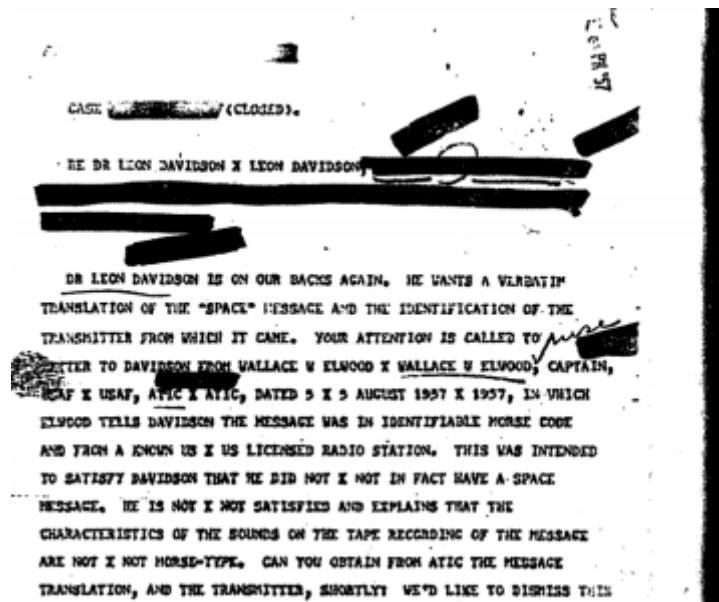 CASE (CLOSED).
RE DR LEON DAVIDSON X LEON DAVIDSON,
DR LEON DAVIDSON IS ON OUR BACKS AGAIN. HE WANTS A VERBATIM
TRANSLATION OF THE "SPACE" MESSAGE AND THE IDENTIFICATION OF THE
TRANSMITTER FROM WHICH IT CAME. YOUR ATTENTION IS CALLED TO
LETTER TO DAVIDSON FROM WALLACE W ELWOOD X WALLACE W ELWOOD, CAPTAIN,
USAF X USAF, ATIC X ATIC, DATED 5 X 5 AUGUST 1957 X 1957, IN WHICH
ELWOOD TELLS DAVIDSON THE MESSAGE WAS IN IDENTIFIABLE MORSE CODE
AND FROM A KNOWN US X US LICENSED RADIO STATION. THIS WAS INTENDED
TO SATISFY DAVIDSON THAT HE DID NOT X NOT IN FACT HAVE A SPACE
MESSAGE. HE IS NOT X NOT SATISFIED AND EXPLAINS THAT THE
CHARACTERISTICS OF THE SOUNDS ON THE TAPE RECORDING OF THE MESSAGE
ARE NOT X NOT MORSE-TYPE. CAN YOU OBTAIN FROM ATIC THE MESSAGE
TRANSLATION, AND THE TRANSMITTER, SHORTLY? WE'D LIKE TO DISMISS THIS